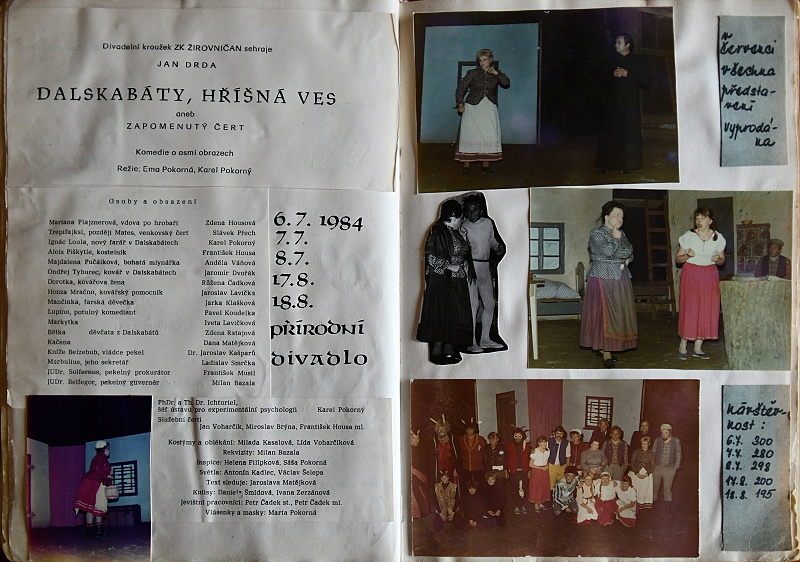 Divadelní kroužek ZK ŽIROVNIČAN sehraje
JAN DRDA
DALSKABÁTY, HŘÍŠNÁ VES
aneb
ZAPOMENUTÝ ČERT
Komedie o osmi obrazech
Režie: Ema Pokorná, Karel Pokorný
Osoby a obsazení
Mariana Plajznerová, vdova po hrobaři Zdena Housová
Trepifajksl, později Mates, venkovský čert Slávek Přech
Ignác Loula, nový farář v Dalskabátech Karel Pokorný
Alois Piškytle, kostelník František Housa
Majdalena Pučálková, bohatá mlynářka Anděla Váňová
Ondřej Tyburec, kovář v Dalskabátech Jaromír Dvořák
Dorotka, kovářova žena Růžena Čadková
Honza Mračno, kovářský pomocník Jaroslav Lavička
Mančinka, farská děvečka Jarka Klašková
Lupino, potulný komediant Pavel Koudelka
Markytka Iveta Lavičková
Bětka děvčata z Dalskabátů Zdena Ratajová
Kačena Dana Matějková
Kníže Belzebub, vládce pekel Dr. Jaroslav Kašparů
Marbulius, jeho sekretář Ladislav Smrčka
JUDr. Solfernus, pekelný prokurátor František Musil
JUDr. Belfegor, pekelný guvernér Milan Bazala
6.7. 1984
7.7.
8.7.
17.8.
18.8.
přírodní
divadlo
PhDr. a Th.Dr. Ichturiel,
šéf ústavu pro experimentální psychologii Karel Pokorný
Služební čerti
Jan Voharčík, Miroslav Brýna, František Housa ml.
Kostýmy a oblékání: Milada Kasalová, Lída Voharčíková
Rekvizity: Milan Bazala
Inspice: Helena Filipková, Sáša Pokorná
Světla: Antonín Kadlec, Václav Šelepa
Text sleduje: Jaroslava Matějková
Kulisy: Daniela Šmídová, Ivana Zerzánová
Jevištní pracovníci: Petr Čadek st., Petr Čadek ml.
Vlásenky a masky: Marta Pokorná
v
červenci
všechna
předsta-
vení
vyprodá-
na
návštěv-
nost:
6.7. 300
7.7. 280
8.7. 298
17.8. 200
18.8. 195